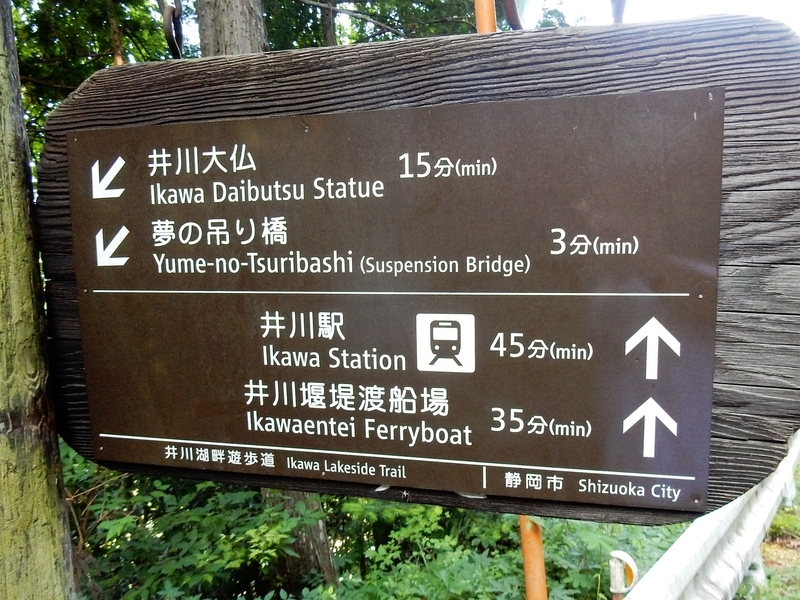 井川大仏 15分(min)
Ikawa Daibutsu Statue
夢の吊り橋 3分(min)
Yume-no-Tsuribashi (Suspension Bridge)
井川駅 45分(min)
Ikawa Station
井川堰堤渡船場 35分(min)
Ikawaentei Ferryboat
井川湖畔遊歩道 Ikawa Lakeside Trail 静岡市 Shizuoka City